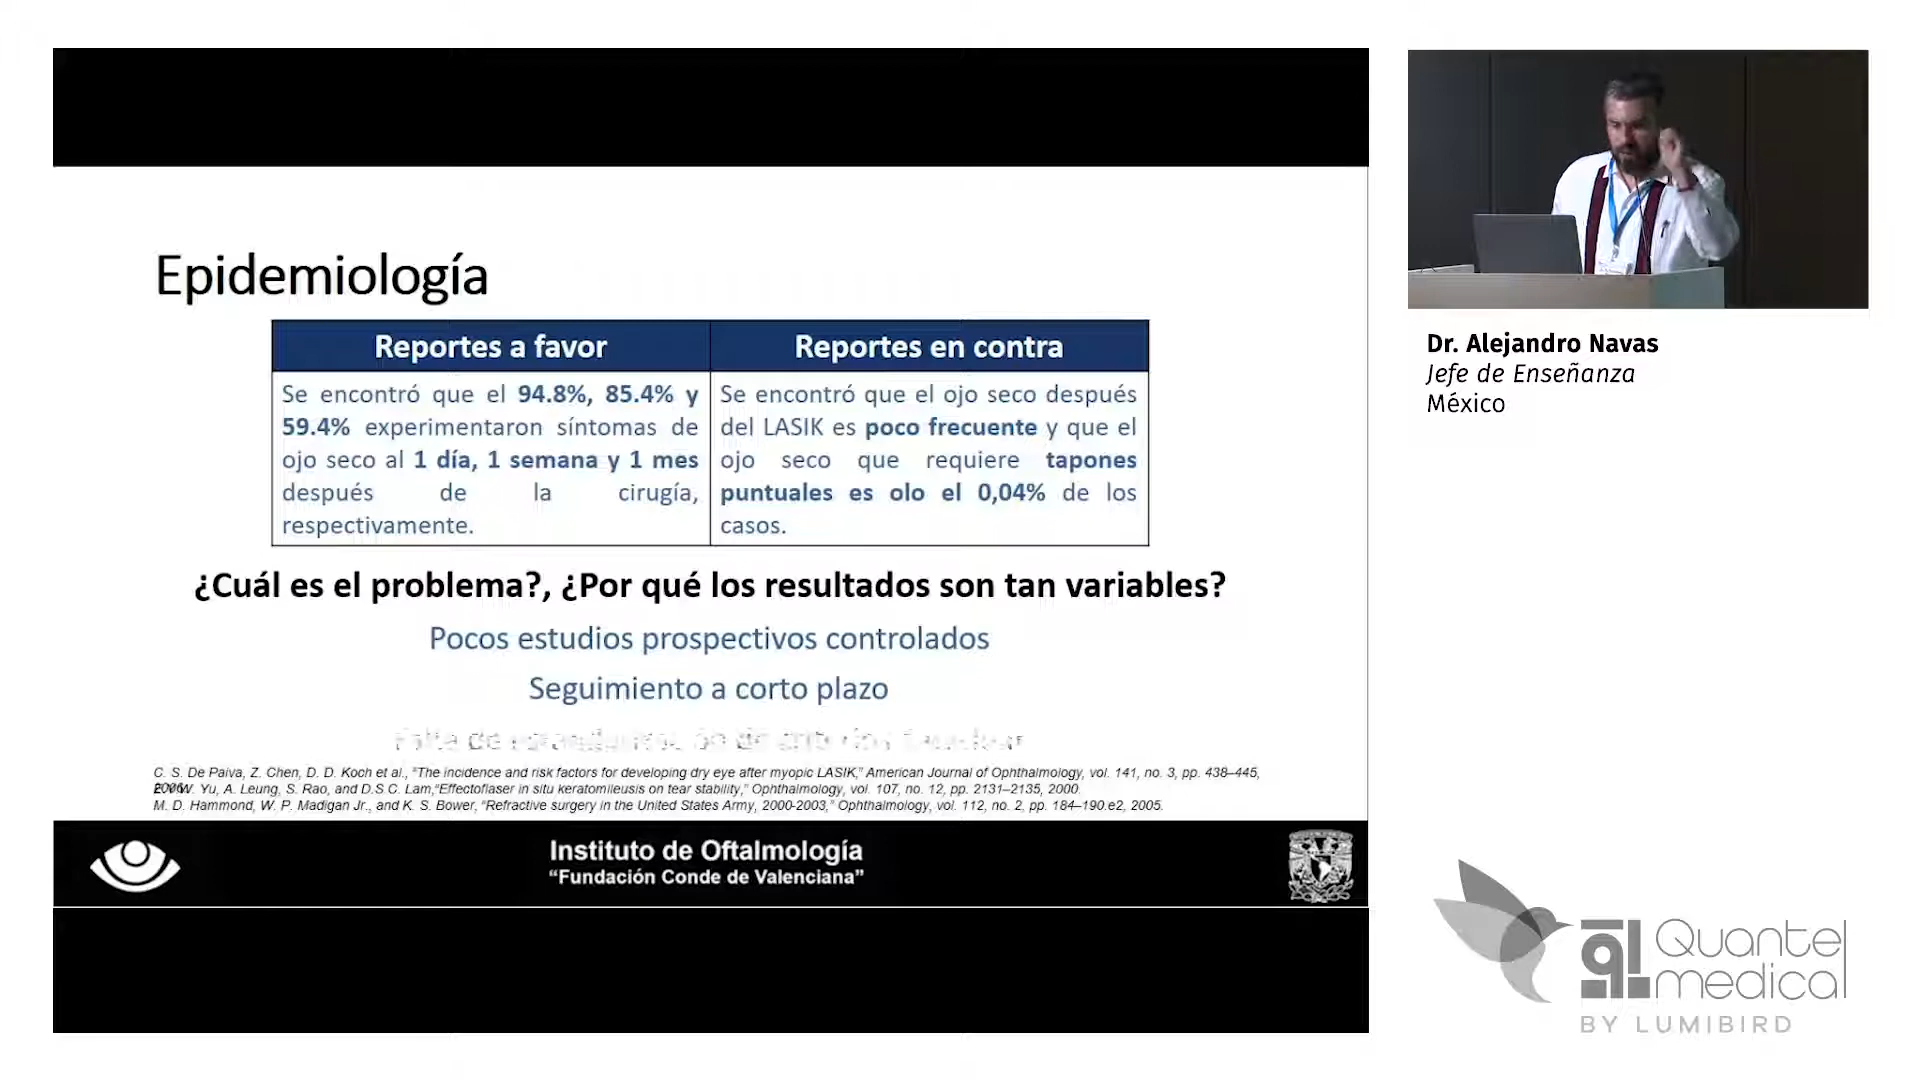 Epidemiología
Reportes a favor
Se encontró que el 94.8%, 85.4% y
59.4% experimentaron síntomas de
ojo seco al 1 día, 1 semana y 1 mes
después de la cirugía,
respectivamente.
Reportes en contra
Se encontró que el ojo seco después
del LASIK es poco frecuente y que el
ojo seco que requiere tapones
puntuales es olo el 0,04% de los
casos.
¿Cuál es el problema?, ¿Por qué los resultados son tan variables?
Pocos estudios prospectivos controlados
Seguimiento a corto plazo
C. S. De Paiva, Z. Chen, D. D. Koch et al., "The incidence and risk factors for developing dry eye after myopic LASIK," American Journal of Ophthalmology, vol. 141, no. 3, pp. 438–445,
2006.
Yu, A. Leung, S. Rao, and D.S.C. Lam,"Effectoflaser in situ keratomileusis on tear stability," Ophthalmology, vol. 107, no. 12, pp. 2131–2135, 2000.
M. D. Hammond, W. P. Madigan Jr., and K. S. Bower, "Refractive surgery in the United States Army, 2000-2003," Ophthalmology, vol. 112, no. 2, pp. 184–190.e2, 2005.
Instituto de Oftalmología
"Fundación Conde de Valenciana"
Dr. Alejandro Navas
Jefe de Enseñanza
México
Quantel
medical
BY LUMIBIRD